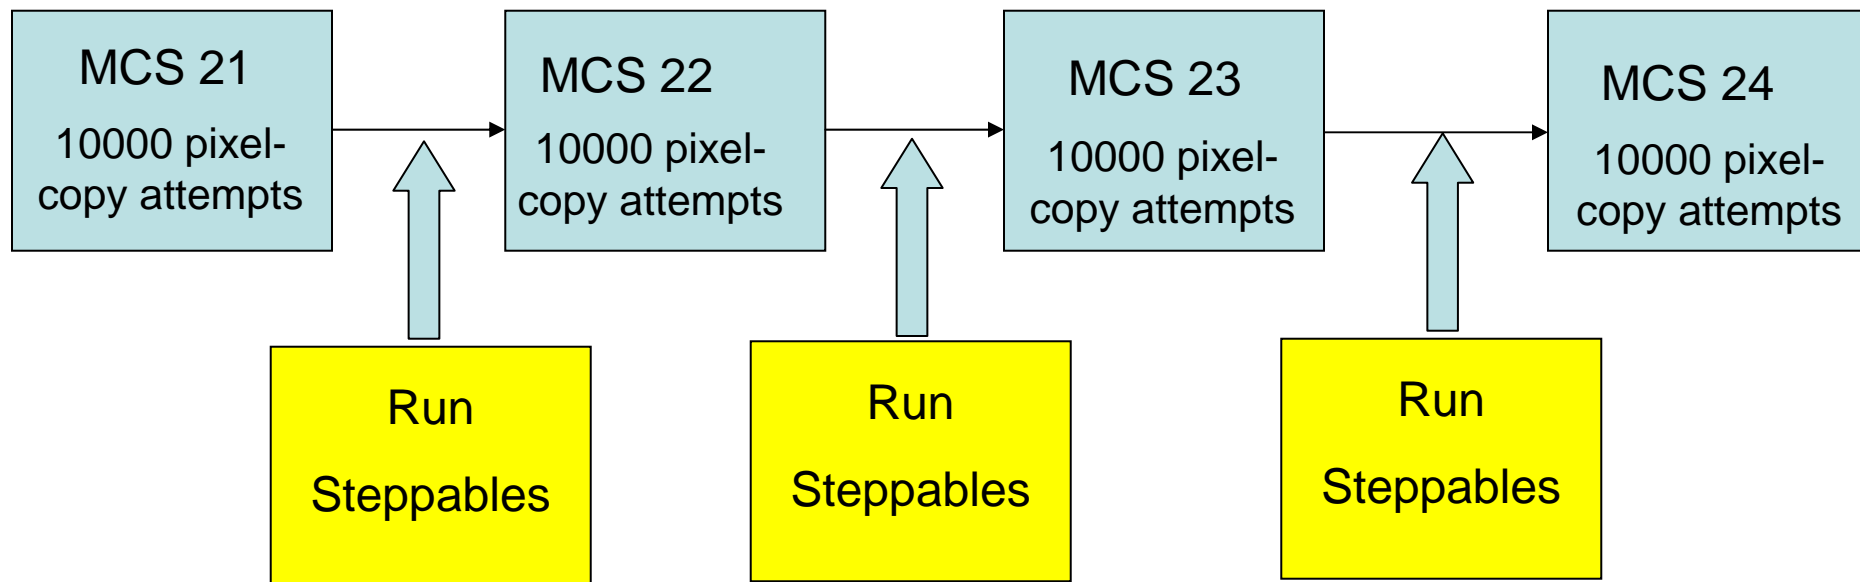 MCS 21
10000 pixel-
copy attempts
MCS 22
10000 pixel-
copy attempts
MCS 23
10000 pixel-
copy attempts
MCS 24
10000 pixel-
copy attempts
Run
Steppables
Run
Steppables
Run
Steppables